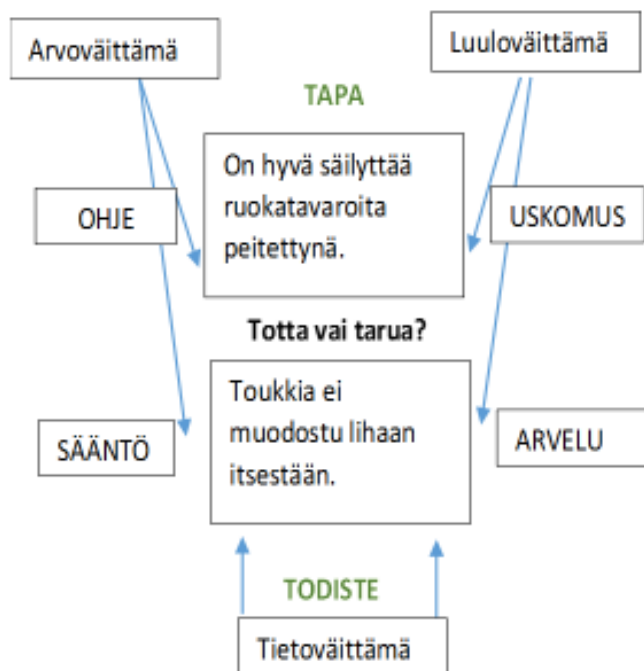 Arvoväittämä
Luuloväittämä
TAPA
On hyvä säilyttää
ruokatavaroita
peitettynä.
OHJE
USKOMUS
Totta vai tarua?
Toukkia ei
muodostu lihaan
itsestään.
SÄÄNTÖ
ARVELU
TODISTE
Tietoväittämä